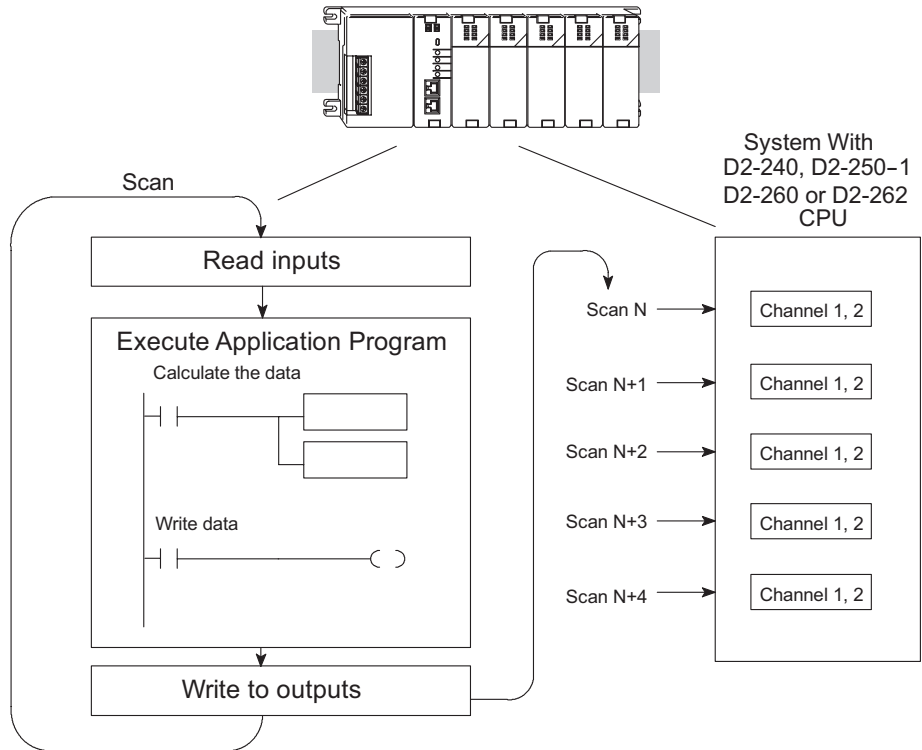 System With
D2-240, D2-250-1
D2-260 or D2-262
CPU
Scan
Read inputs
Execute Application Program
Calculate the data
Write data
Write to outputs
Scan N
Channel 1, 2
Scan N+1
Channel 1, 2
Scan N+2
Channel 1, 2
Scan N+3
Channel 1, 2
Scan N+4
Channel 1, 2